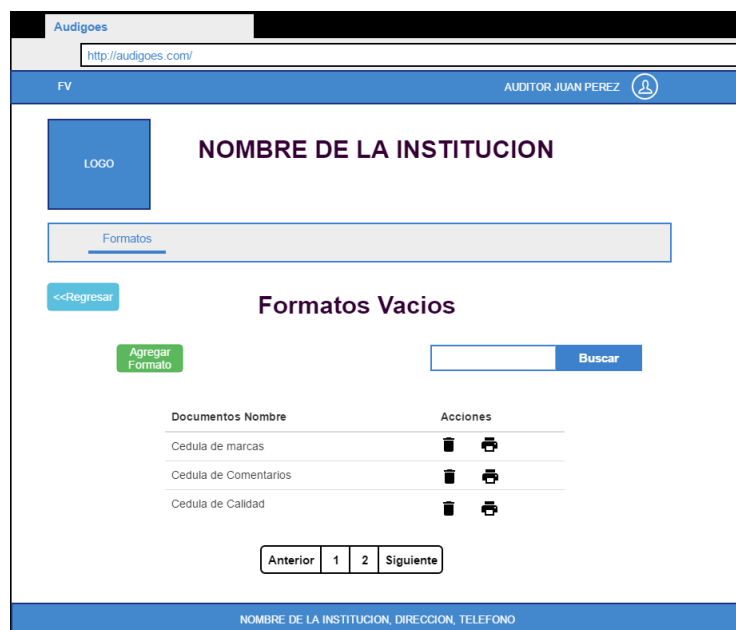 Audigoes
http://audigoes.com/
FV
AUDITOR JUAN PEREZ
LOGO
NOMBRE DE LA INSTITUCION
Formatos
<<Regresar
Formatos Vacios
Agregar
Formato
Buscar
Documentos Nombre Acciones
Cedula de marcas
Cedula de Comentarios
Cedula de Calidad
Anterior 1 2 Siguiente
NOMBRE DE LA INSTITUCION, DIRECCION, TELEFONO